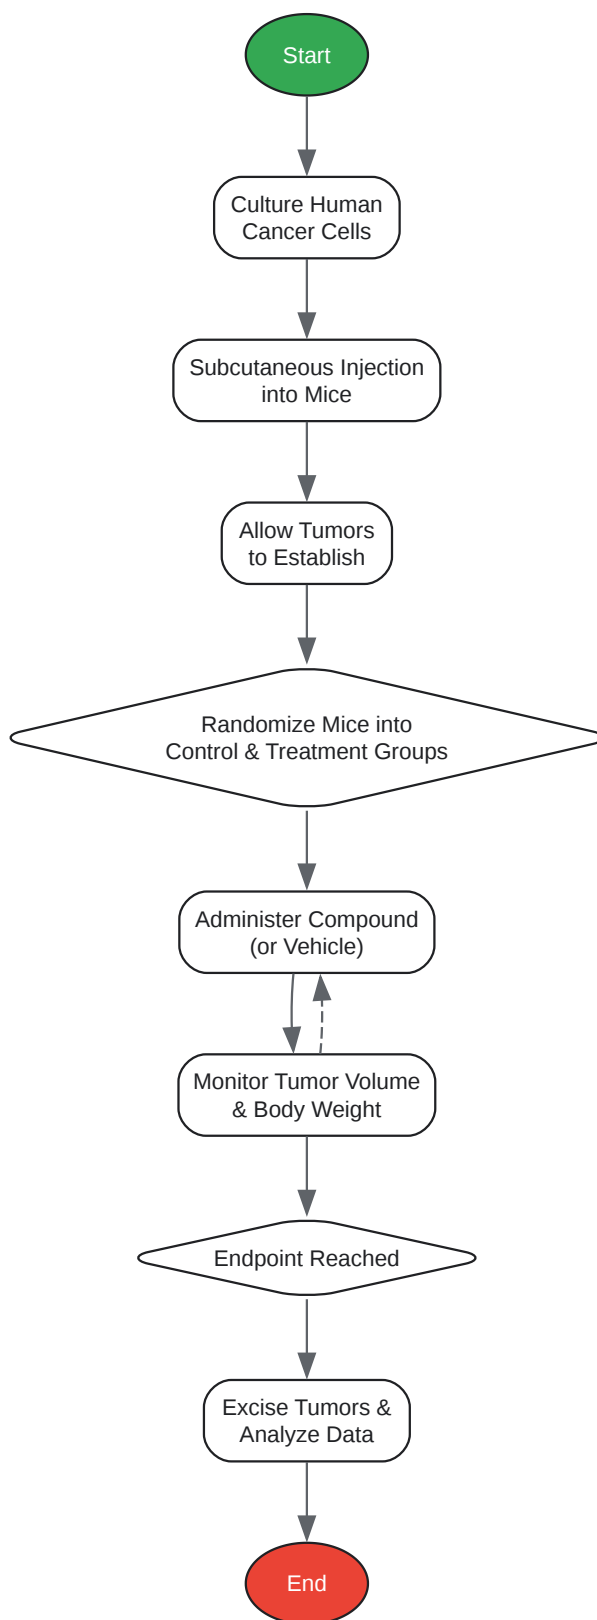 Start
Culture Human
Cancer Cells
Subcutaneous Injection
into Mice
Allow Tumors
to Establish
Randomize Mice into
Control & Treatment Groups
Administer Compound
(or Vehicle)
Monitor Tumor Volume
& Body Weight
Endpoint Reached
Excise Tumors &
Analyze Data
End